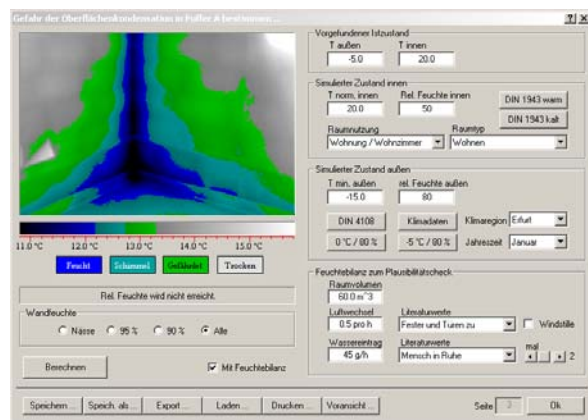 Gefahr der Oberflächenkondensation in Puffer A bestimmen ...
Vorgefundener Istzustand
T außen
T innen
-5.0
20.0
Simulierter Zustand innen
T norm, innen
Rel. Feuchte innen
20.0
50
DIN 1943 warm
DIN 1943 kalt
Raumnutzung
Raumtyp
Wohnung / Wohnzimmer
Wohnen
Simulierter Zustand außen
T min, außen
rel. Feuchte außen
-15.0
80
DIN 4108
Klimadaten
Klimaregion
Erfurt
0 °C / 80 %
-5 °C / 80 %
Jahreszeit
Januar
11.0 °C
12.0 °C
13.0 °C
14.0 °C
15.0 °C
Feucht
Schimmel
Gefährdet
Trocken
Rel. Feuchte wird nicht erreicht.
Wandfeuchte
Nässe
95 %
90 %
Alle
Berechnen
Mit Feuchtebilanz
Feuchtebilanz zum Plausibilitätscheck
Raumvolumen
60.0 m^3
Luftwechsel
Literaturwerte
0.5 pro h
Fester und Türen zu
Windstille
Wassereintrag
Literaturwerte
mal
45 g/h
Mensch in Ruhe
2
Speichern ...
Speich. als ...
Export ...
Laden ...
Drucken ...
Voransicht ...
Seite
3
Ok